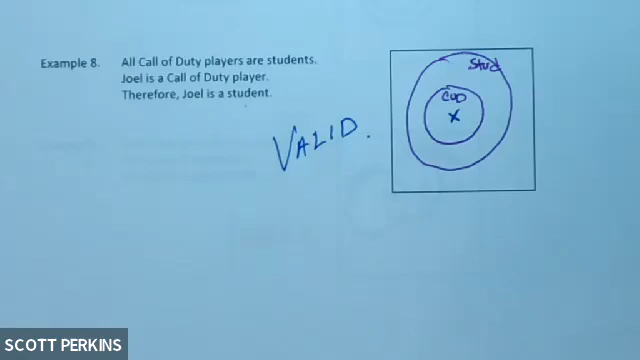 Example 8. All Call of Duty players are students.
Joel is a Call of Duty player.
Therefore, Joel is a student.
VALID.
Stud
COD
X
SCOTT PERKINS